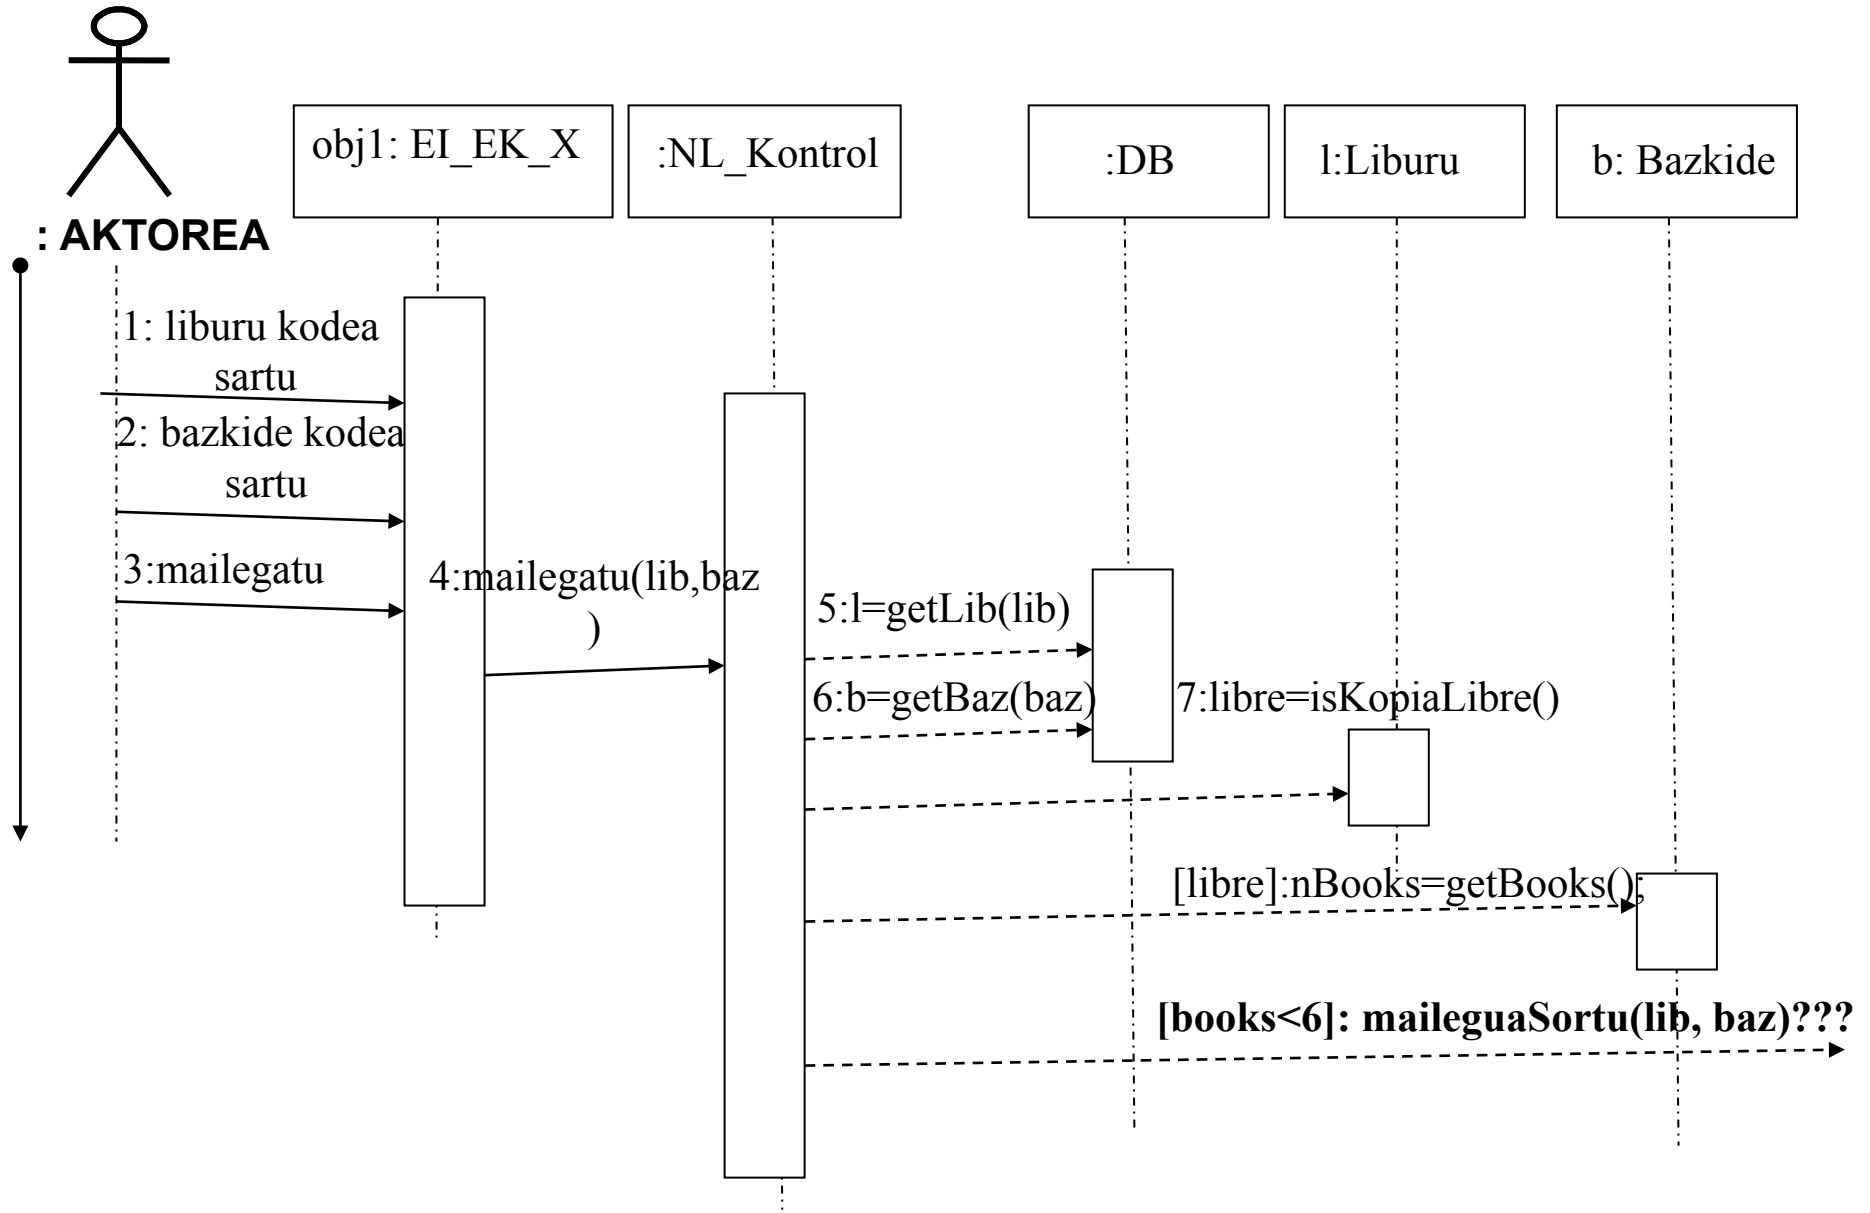 obj1: EI_EK_X
:NL_Kontrol
:DB
l:Liburu
b: Bazkide
: AKTOREA
1: liburu kodea
sartu
2: bazkide kodea
sartu
3:mailegatu
4:mailegatu(lib,baz
)
5:l=getLib(lib)
6:b=getBaz(baz)
7:libre=isKopiaLibre()
[libre]:nBooks=getBooks();
[books<6]: maileguaSortu(lib, baz)???